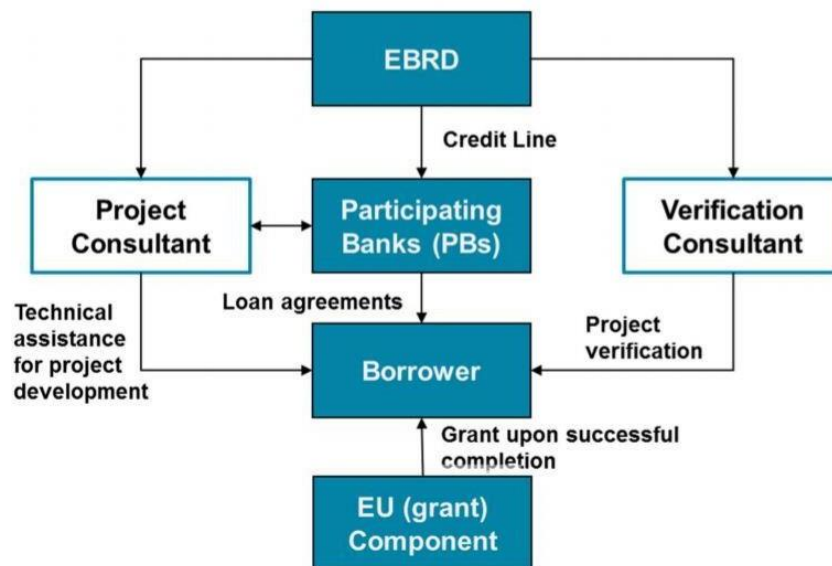 EBRD
Credit Line
Project
Consultant
Participating
Banks (PBs)
Verification
Consultant
Loan agreements
Technical
assistance
for project
development
Project
verification
Borrower
Grant upon successful
completion
EU (grant)
Component